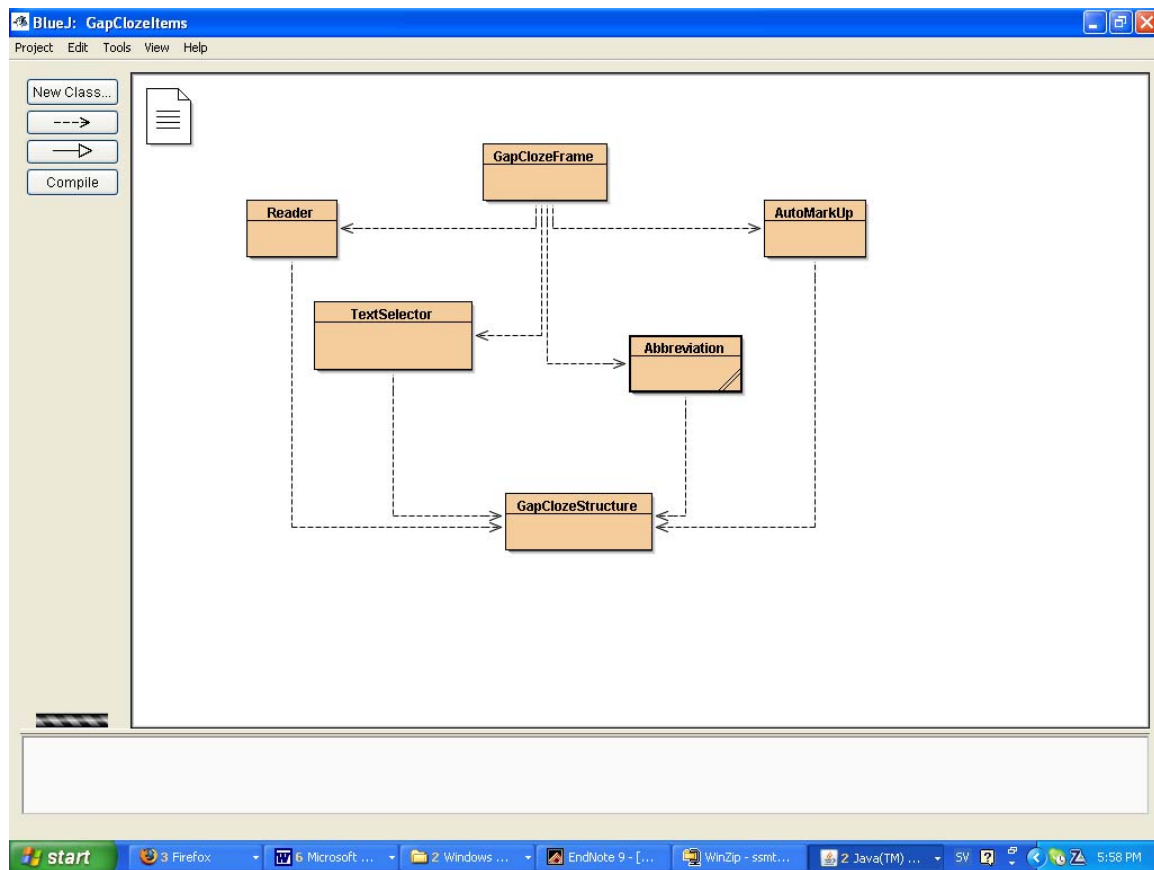 BlueJ: GapClozeItems
Project Edit Tools View Help
New Class...
Compile
GapClozeFrame
Reader
AutoMarkUp
TextSelector
Abbreviation
GapClozeStructure
start
3 Firefox
6 Microsoft ...
2 Windows ...
EndNote 9 - [...
WinZip - ssmt...
2 Java(TM) ...
SV
5:58 PM